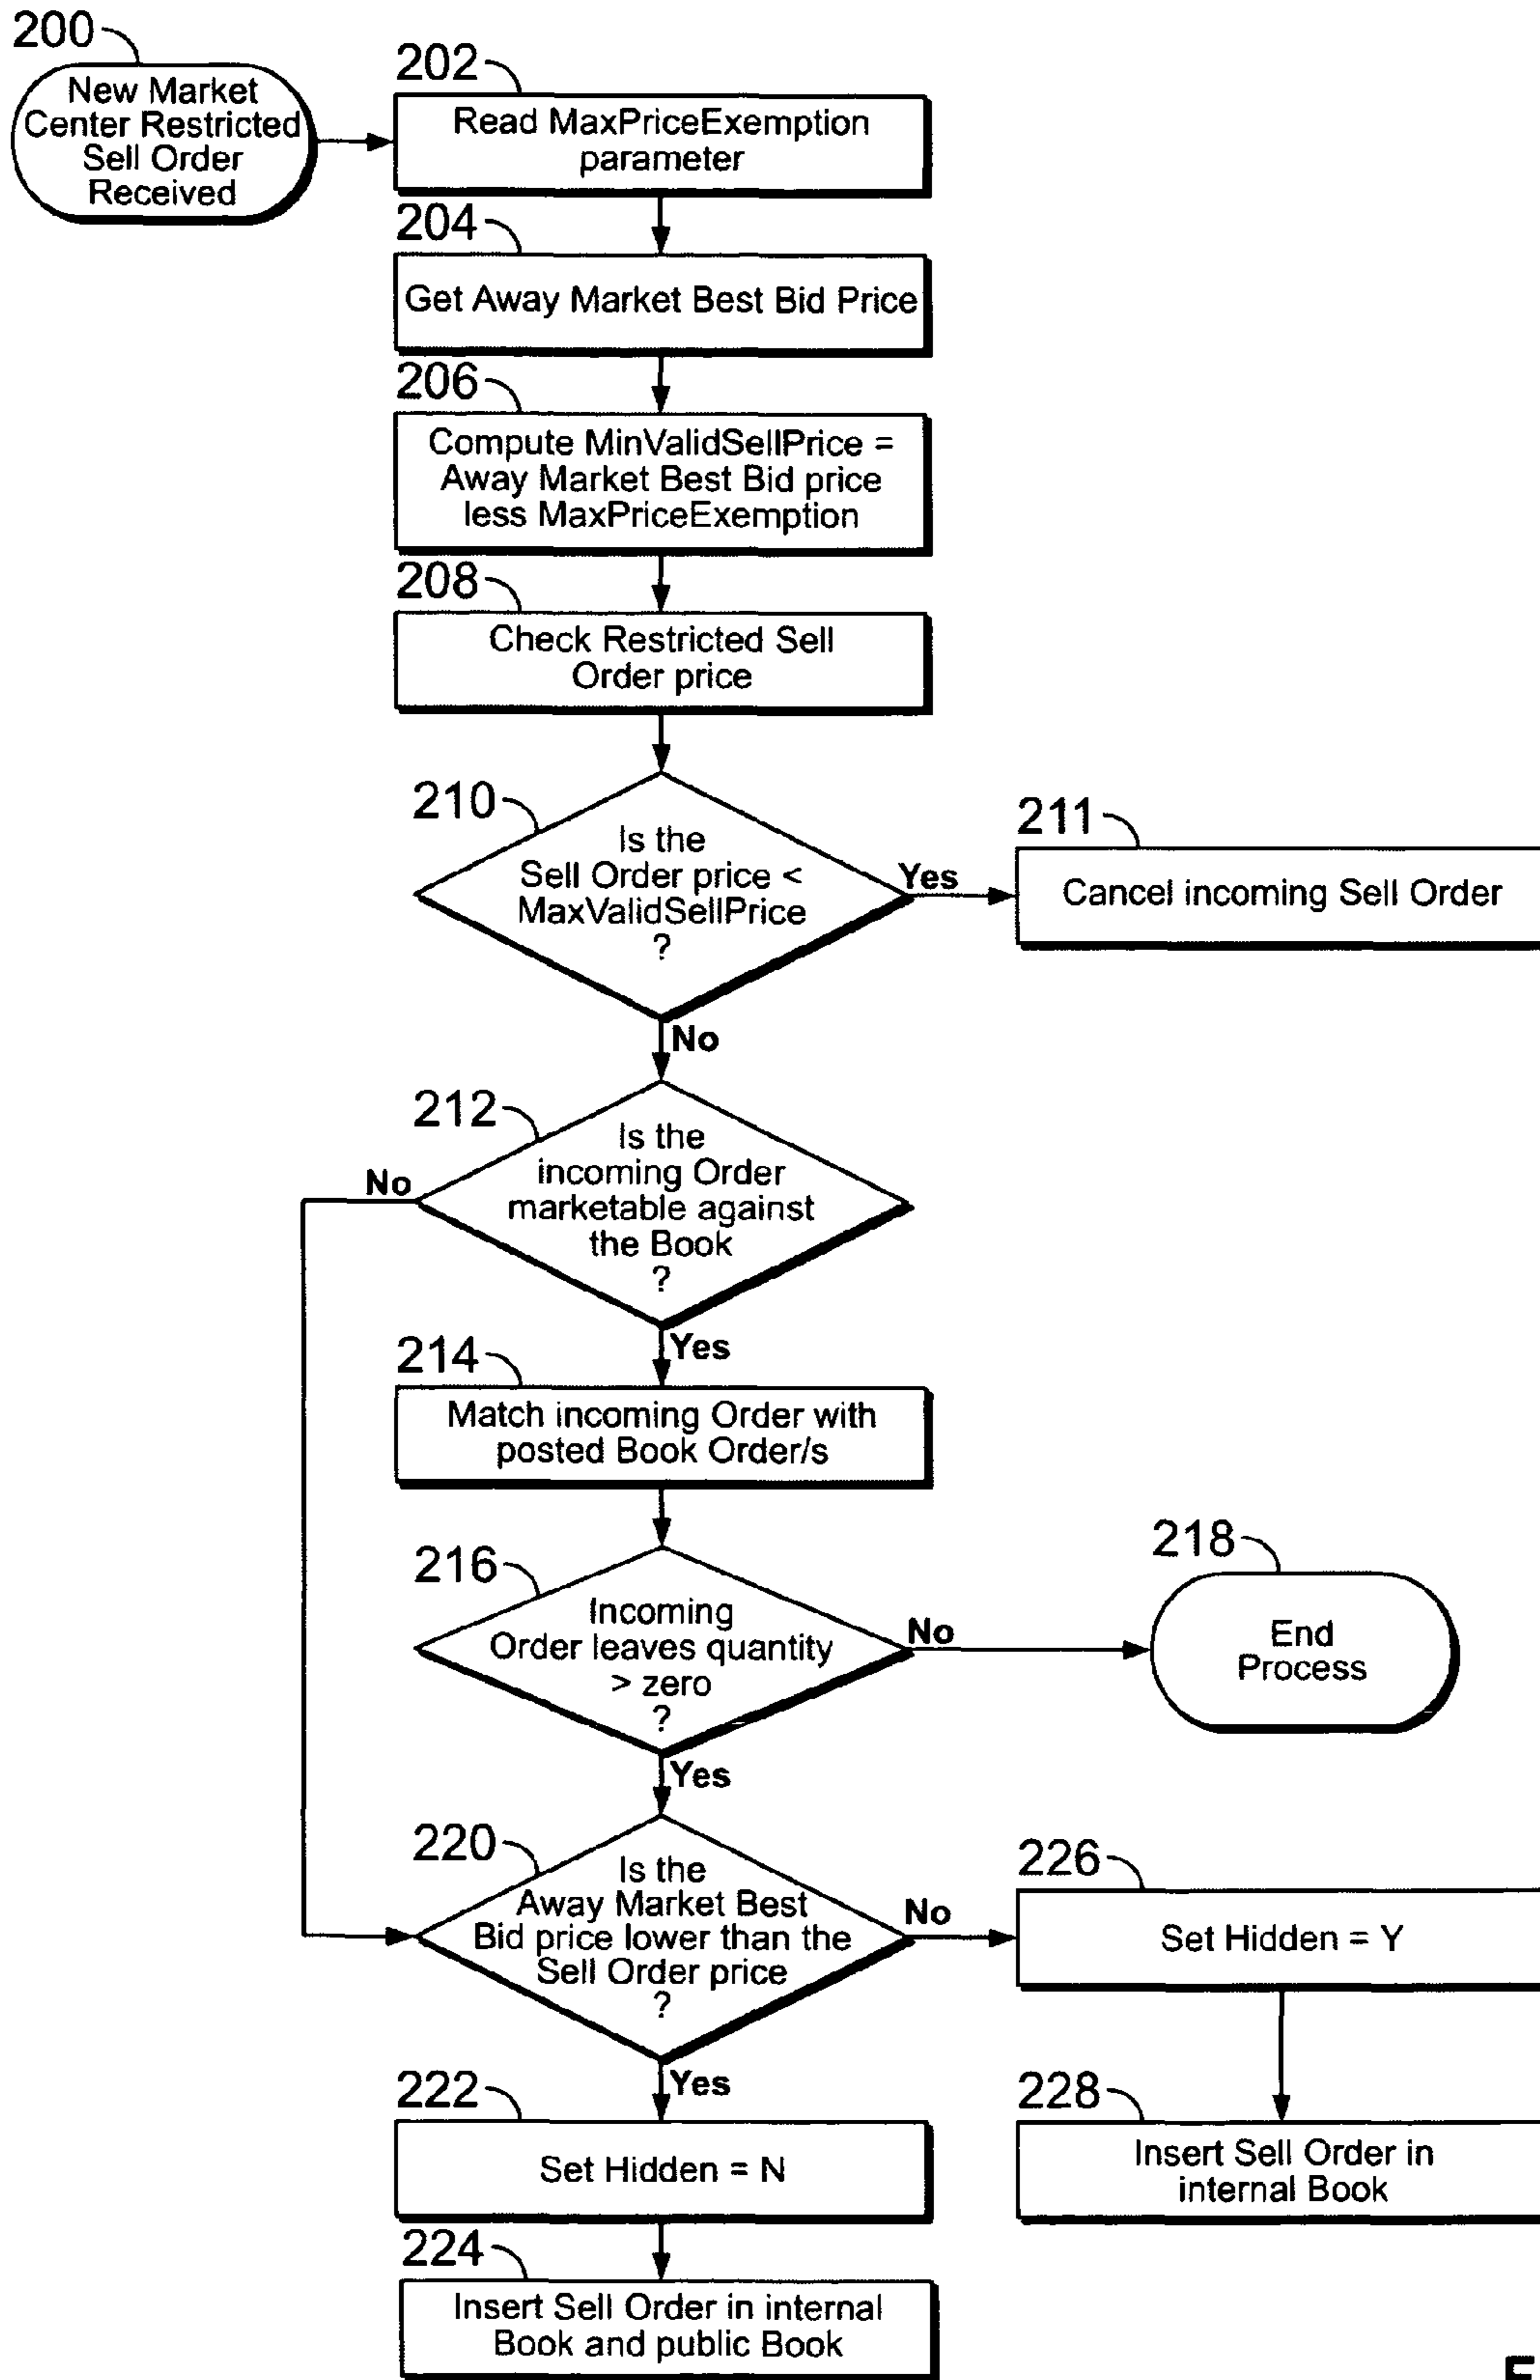 200
New Market
Center Restricted
Sell Order
Received
202
Read MaxPriceExemption
parameter
204
Get Away Market Best Bid Price
206
Compute MinValidSellPrice =
Away Market Best Bid price
less MaxPriceExemption
208
Check Restricted Sell
Order price
210
Is the
Sell Order price <
MaxValidSellPrice
?
Yes
211
Cancel incoming Sell Order
No
212
Is the
incoming Order
marketable against
the Book
?
No
Yes
214
Match incoming Order with
posted Book Order/s
216
Incoming
Order leaves quantity
> zero
?
No
218
End
Process
Yes
220
Is the
Away Market Best
Bid price lower than the
Sell Order price
?
No
226
Set Hidden = Y
228
Insert Sell Order in
internal Book
Yes
222
Set Hidden = N
224
Insert Sell Order in internal
Book and public Book